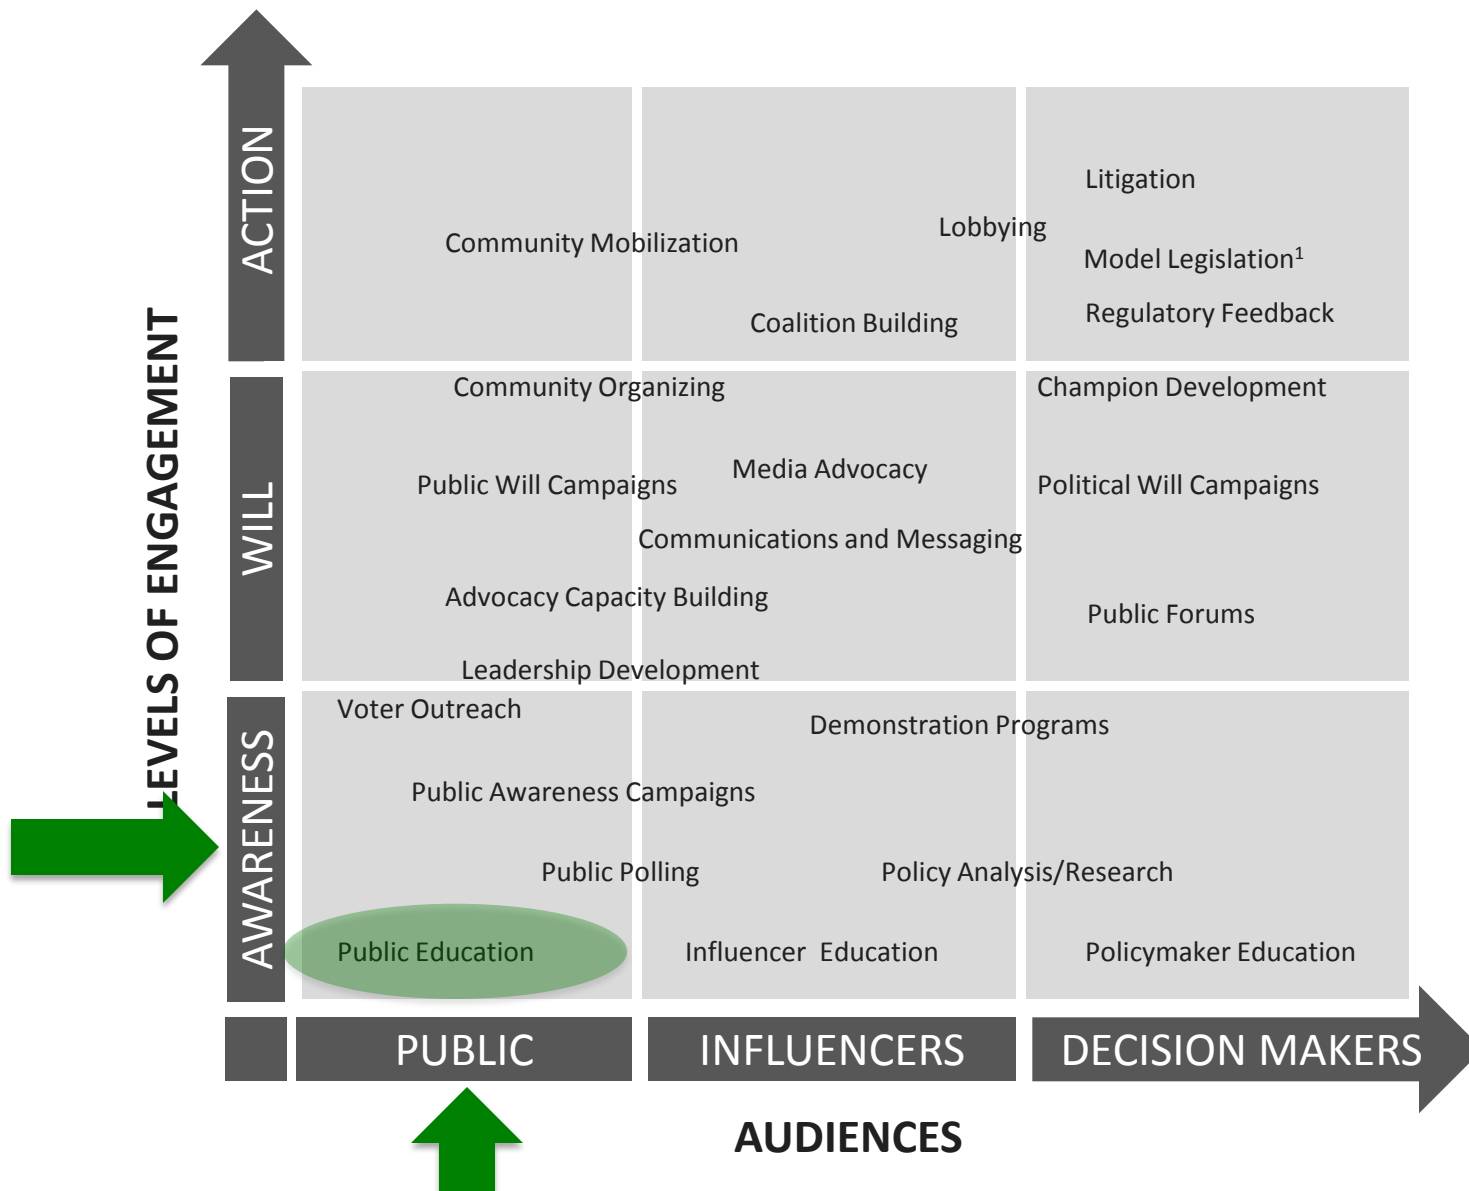 LEVELS OF ENGAGEMENT
ACTION
Litigation
Lobbying
Community Mobilization
Model Legislation¹
Coalition Building
Regulatory Feedback
WILL
Community Organizing
Champion Development
Media Advocacy
Public Will Campaigns
Political Will Campaigns
Communications and Messaging
Advocacy Capacity Building
Public Forums
Leadership Development
AWARENESS
Voter Outreach
Demonstration Programs
Public Awareness Campaigns
Public Polling
Policy Analysis/Research
Public Education
Influencer Education
Policymaker Education
PUBLIC
INFLUENCERS
DECISION MAKERS
AUDIENCES